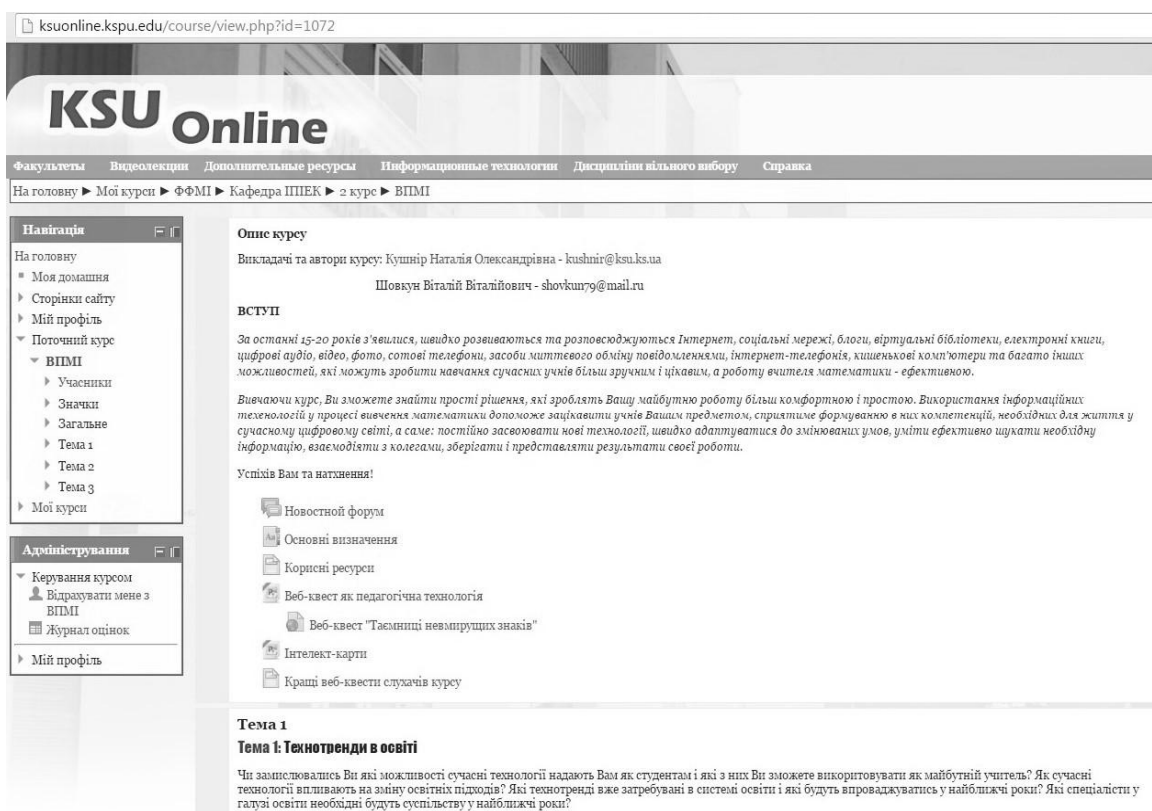 ksuonline.kspu.edu/course/view.php?id=1072
KSU Online
Факультеты Видеолекции Дополнительные ресурсы Информационные технологии Дисципліни вільного вибору Справка
На головну ► Мої курси ► ФФМІ ► Кафедра ІПІЕК ► 2 курс ► ВПМІ
Навігація
На головну
Моя домашня
Сторінки сайту
Мій профіль
Поточний курс
ВПМІ
Учасники
Значки
Загальне
Тема 1
Тема 2
Тема 3
Мої курси
Адміністрування
Керування курсом
Відрахувати мене з
ВПМІ
Журнал оцінок
Мій профіль
Опис курсу
Викладачі та автори курсу: Кушнір Наталія Олександрівна - kushnir@ksu.ks.ua
Шовкун Віталій Віталійович - shovkun79@mail.ru
ВСТУП
За останні 15-20 років з'явилися, швидко розвиваються та розповсюджуються Інтернет, соціальні мережі, блоги, віртуальні бібліотеки, електронні книги,
цифрові аудіо, відео, фото, сотові телефони, засоби миттєвого обміну повідомленнями, інтернет-телефонія, кишенькові комп'ютери та багато інших
можливостей, які можуть зробити навчання сучасних учнів більш зручним і цікавим, а роботу вчителя математики - ефективною.
Вивчаючи курс, Ви зможете знайти прості рішення, які зроблять Вашу майбутню роботу більш комфортною і простою. Використання інформаційних
техенологій у процесі вивчення математики допоможе зацікавити учнів Вашим предметом, сприятиме формуванню в них компетенцій, необхідних для життя у
сучасному цифровому світі, а саме: постійно засвоювати нові технології, швидко адаптуватися до змінюваних умов, уміти ефективно шукати необхідну
інформацію, взаємодіяти з колегами, зберігати і представляти результати своєї роботи.
Успіхів Вам та натхнення!
Новостной форум
Основні визначення
Корисні ресурси
Веб-квест як педагогічна технологія
Веб-квест "Таємниці невмирущих знаків"
Інтелект-карти
Кращі веб-квести слухачів курсу
Тема 1
Тема 1: Технотренди в освіті
Чи замислювались Ви які можливості сучасні технології надають Вам як студентам і які з них Ви зможете викоритовувати як майбутній учитель? Як сучасні
технології впливають на зміну освітніх підходів? Які технотренді вже затребувані в системі освіти і які будуть впроваджуватись у найближчі роки? Які спеціалісти у
галузі освіти необхідні будуть суспільству у найближчі роки?